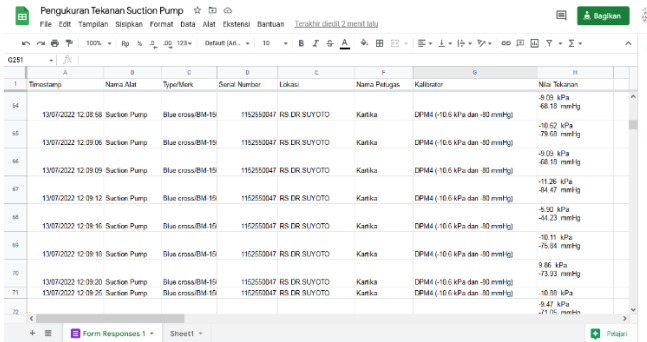 Pengukuran Tekanan Suction Pump
File Edit Tampilan Sisipkan Format Data Alat Ekstensi Bantuan Terakhir diedit 2 menit lalu
Bagikan
100% Rp % .0 .00 123 Default (Ari... 10 B I S A
G251 fx
A B C D E F G H
1 Timestamp Nama Alat Type/Merk Serial Number Lokasi Nama Petugas Kalibrator Nilai Tekanan
-9.09 kPa
64 -68.18 mmHg
13/07/2022 12:08:58 Suction Pump Blue cross/BM-15 1152550047 RS.DR.SUYOTO Kartika DPM4 (-10.6 kPa dan -80 mmHg)
-10.62 kPa
65 -79.68 mmHg
13/07/2022 12:09:06 Suction Pump Blue cross/BM-15 1152550047 RS.DR.SUYOTO Kartika DPM4 (-10.6 kPa dan -80 mmHg)
-9.09 kPa
66 -68.18 mmHg
13/07/2022 12:09:09 Suction Pump Blue cross/BM-15 1152550047 RS.DR.SUYOTO Kartika DPM4 (-10.6 kPa dan -80 mmHg)
-11.26 kPa
67 -84.47 mmHg
13/07/2022 12:09:12 Suction Pump Blue cross/BM-15 1152550047 RS.DR.SUYOTO Kartika DPM4 (-10.6 kPa dan -80 mmHg)
-5.90 kPa
68 -44.23 mmHg
13/07/2022 12:09:16 Suction Pump Blue cross/BM-15 1152550047 RS.DR.SUYOTO Kartika DPM4 (-10.6 kPa dan -80 mmHg)
-10.11 kPa
69 -75.84 mmHg
13/07/2022 12:09:18 Suction Pump Blue cross/BM-15 1152550047 RS.DR.SUYOTO Kartika DPM4 (-10.6 kPa dan -80 mmHg)
9.86 kPa
70 -73.93 mmHg
13/07/2022 12:09:20 Suction Pump Blue cross/BM-15 1152550047 RS.DR.SUYOTO Kartika DPM4 (-10.6 kPa dan -80 mmHg)
71 13/07/2022 12:09:25 Suction Pump Blue cross/BM-15 1152550047 RS.DR.SUYOTO Kartika DPM4 (-10.6 kPa dan -80 mmHg) -10.88 kPa
-9.47 kPa
72 -71.05 mmHg
Form Responses 1 Sheet1 Pelajari